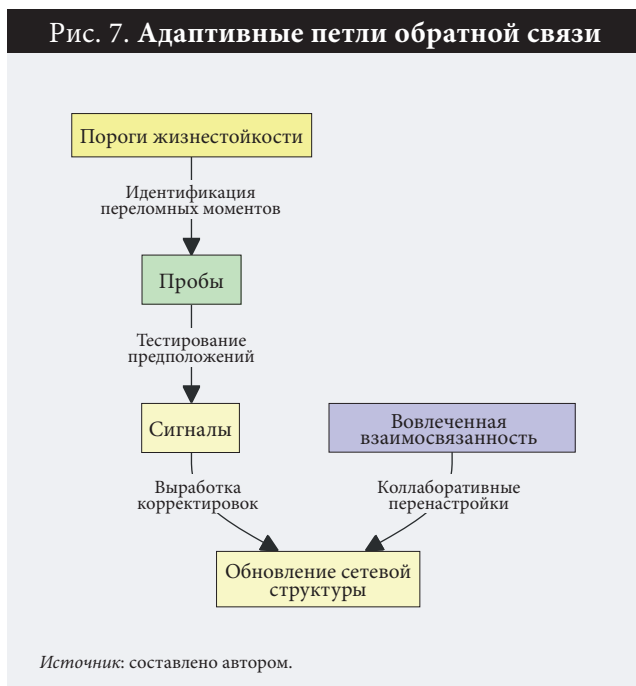 Рис. 7. Адаптивные петли обратной связи
Пороги жизнестойкости
Идентификация
переломных моментов
Пробы
Тестирование
предположений
Сигналы
Вовлеченная
взаимосвязанность
Выработка
корректировок
Коллаборативные
перенастройки
Обновление сетевой
структуры
Источник: составлено автором.